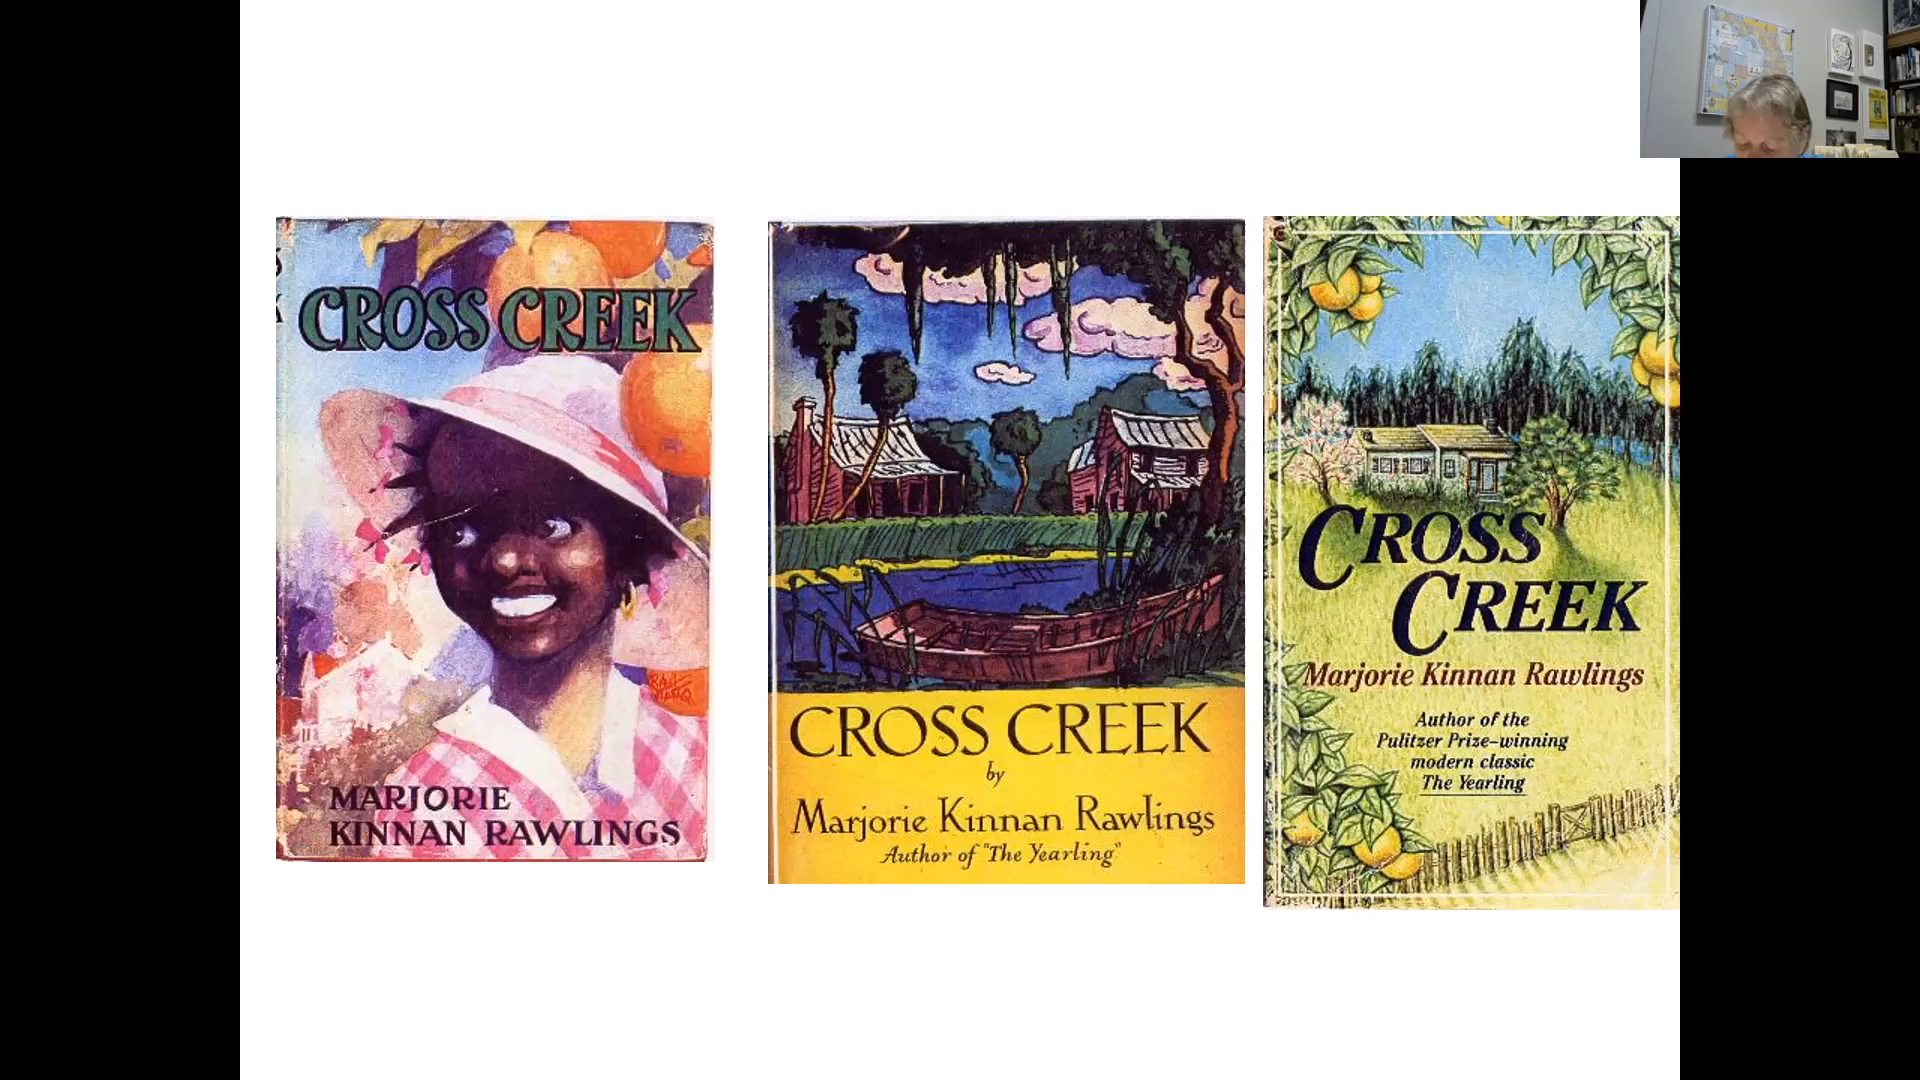 CROSS CREEK
MARJORIE
KINNAN RAWLINGS
CROSS CREEK
by
Marjorie Kinnan Rawlings
Author of "The Yearling"
CROSS
CREEK
Marjorie Kinnan Rawlings
Author of the
Pulitzer Prize-winning
modern classic
The Yearling